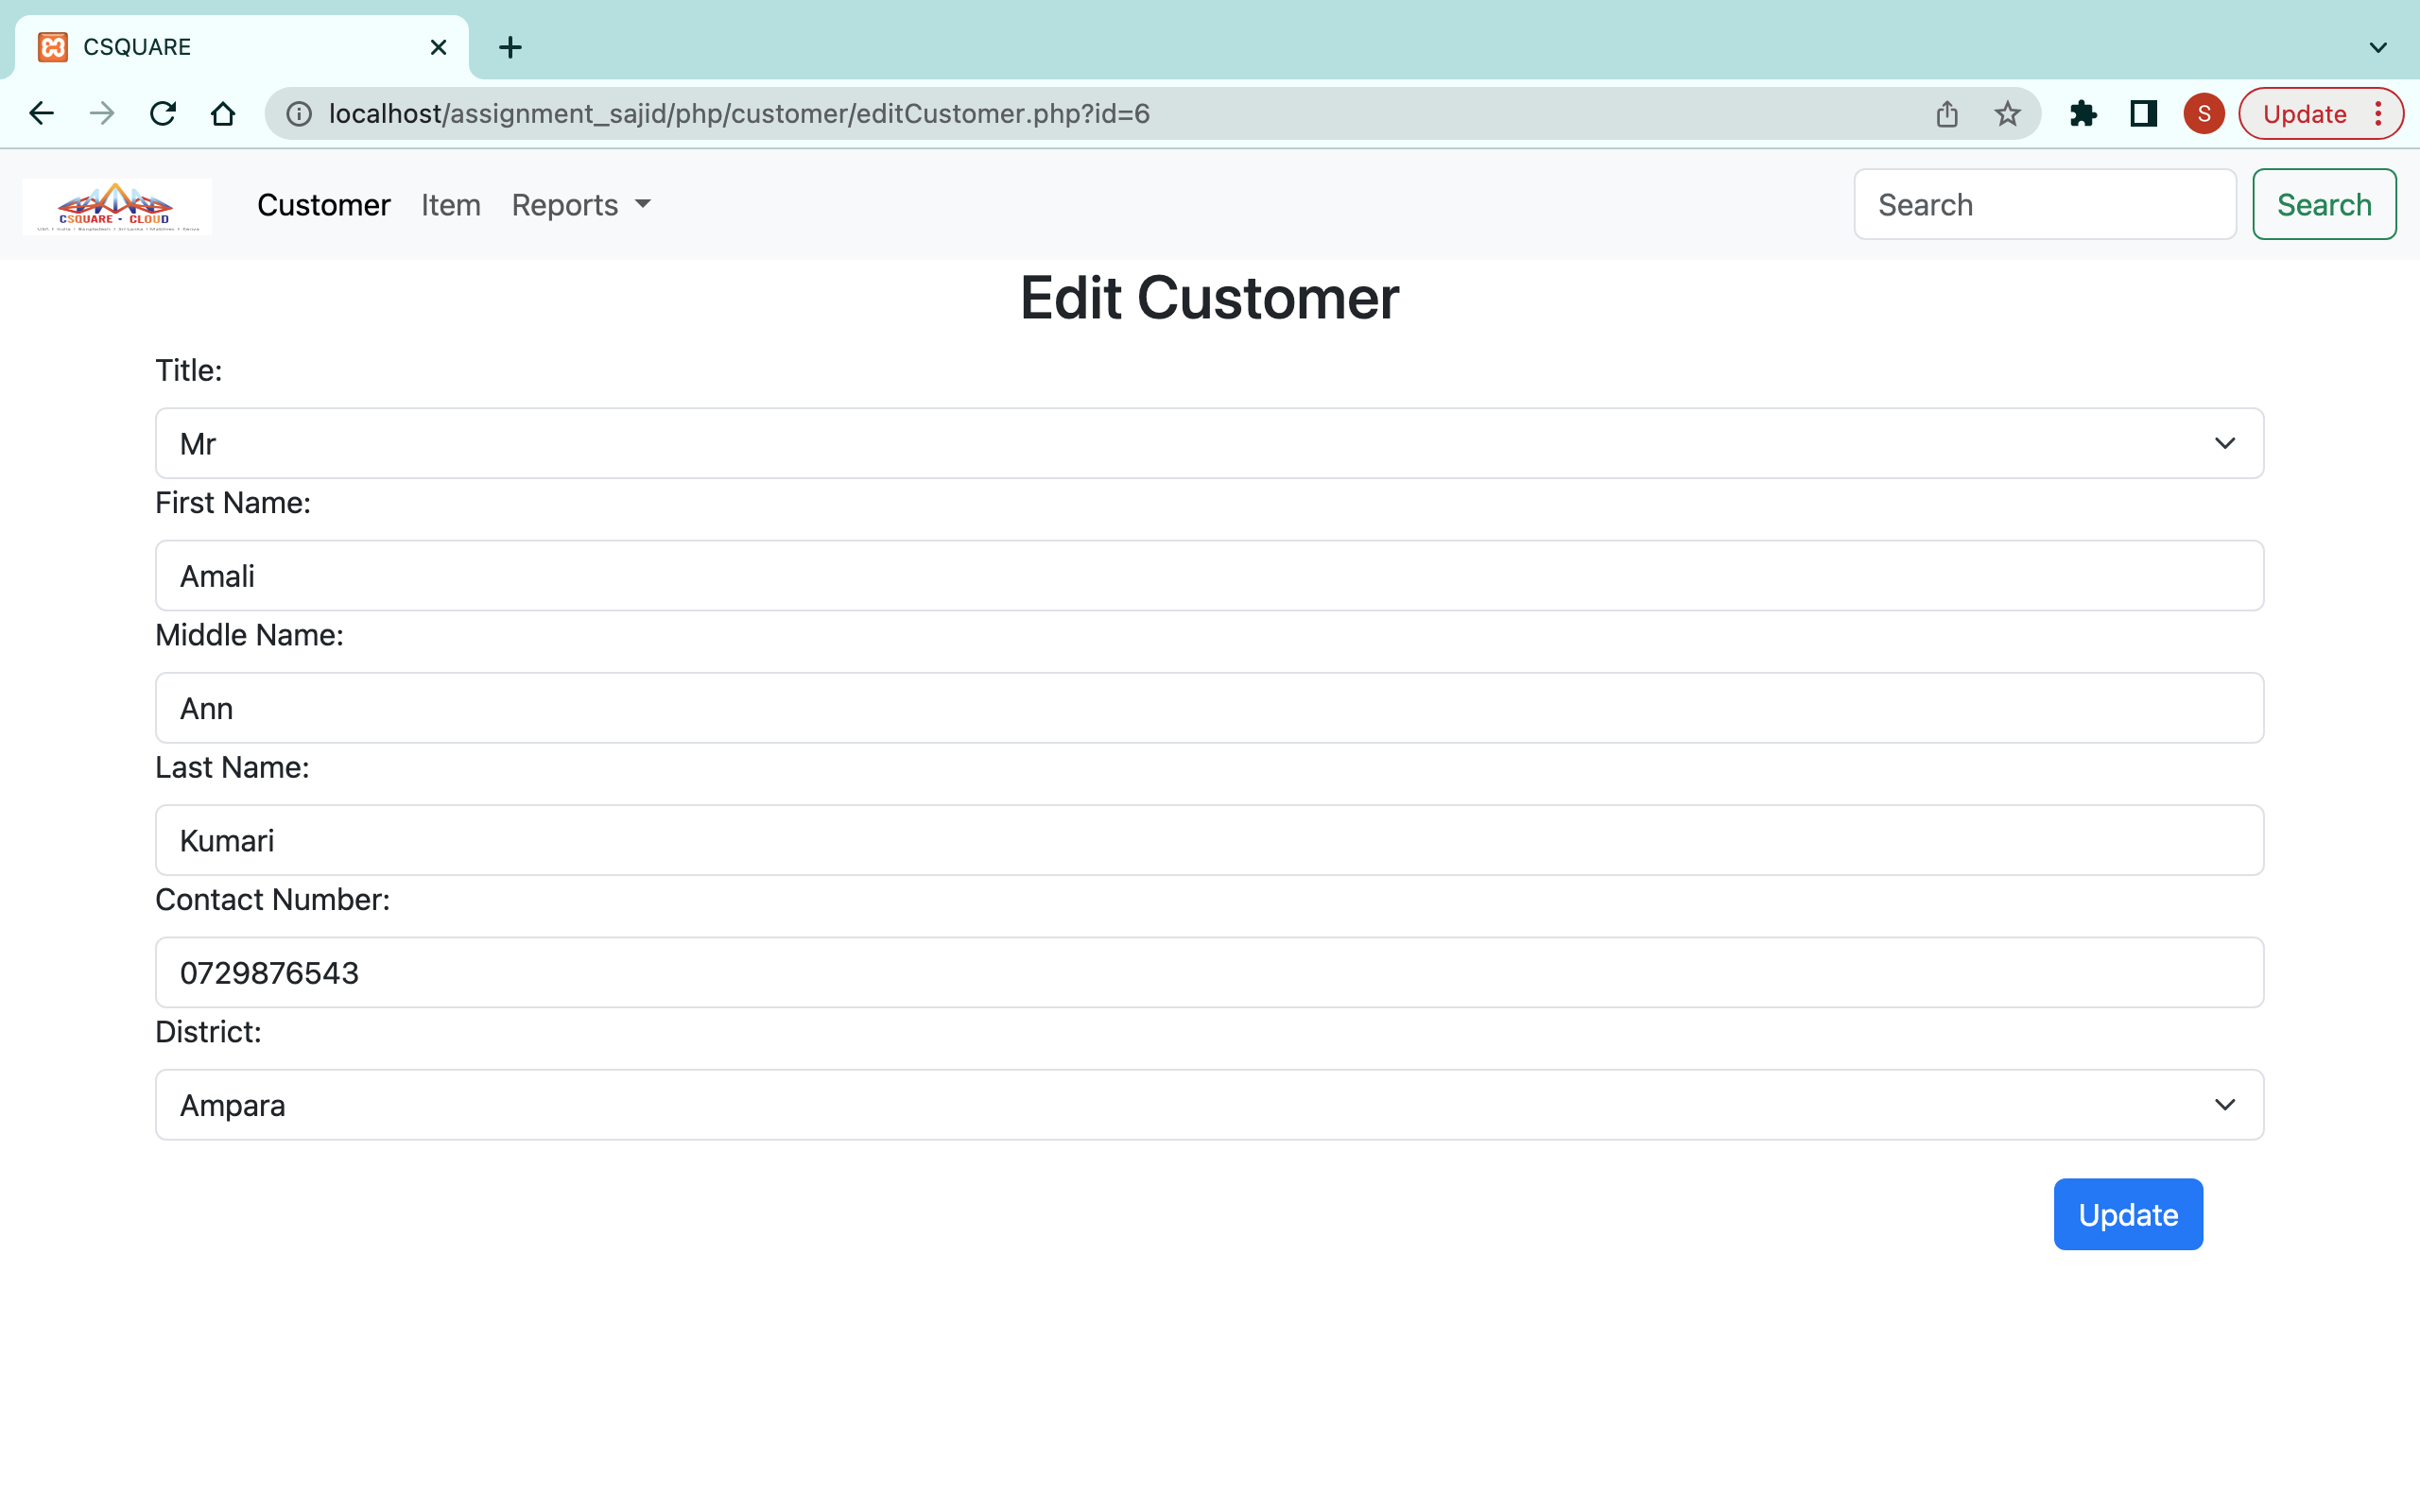 CSQUARE
localhost/assignment_sajid/php/customer/editCustomer.php?id=6
S
Update
CSQUARE - CLOUD
Customer
Item
Reports
Search
Search
Edit Customer
Title:
Mr
First Name:
Amali
Middle Name:
Ann
Last Name:
Kumari
Contact Number:
0729876543
District:
Ampara
Update